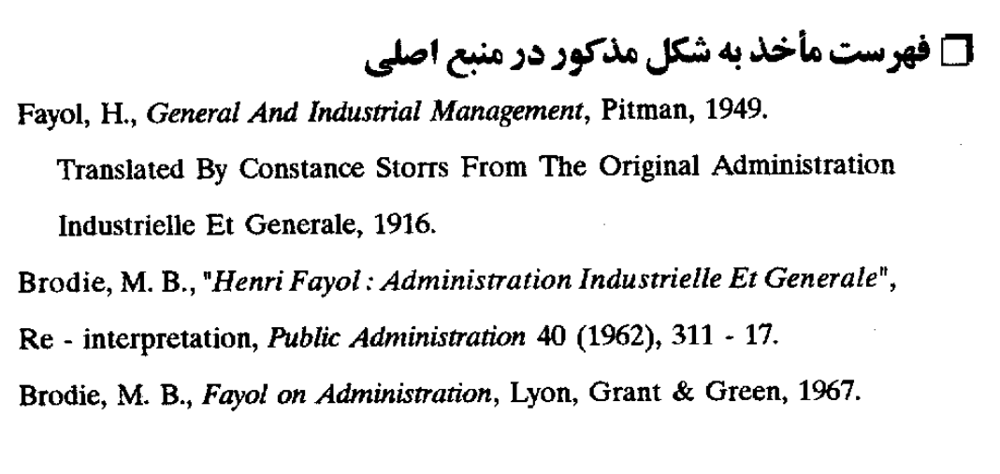 ❒ فهرست مأخذ به شکل مذکور در منبع اصلی
Fayol, H., General And Industrial Management, Pitman, 1949.
Translated By Constance Storrs From The Original Administration
Industrielle Et Generale, 1916.
Brodie, M. B., "Henri Fayol : Administration Industrielle Et Generale",
Re - interpretation, Public Administration 40 (1962), 311 - 17.
Brodie, M. B., Fayol on Administration, Lyon, Grant & Green, 1967.